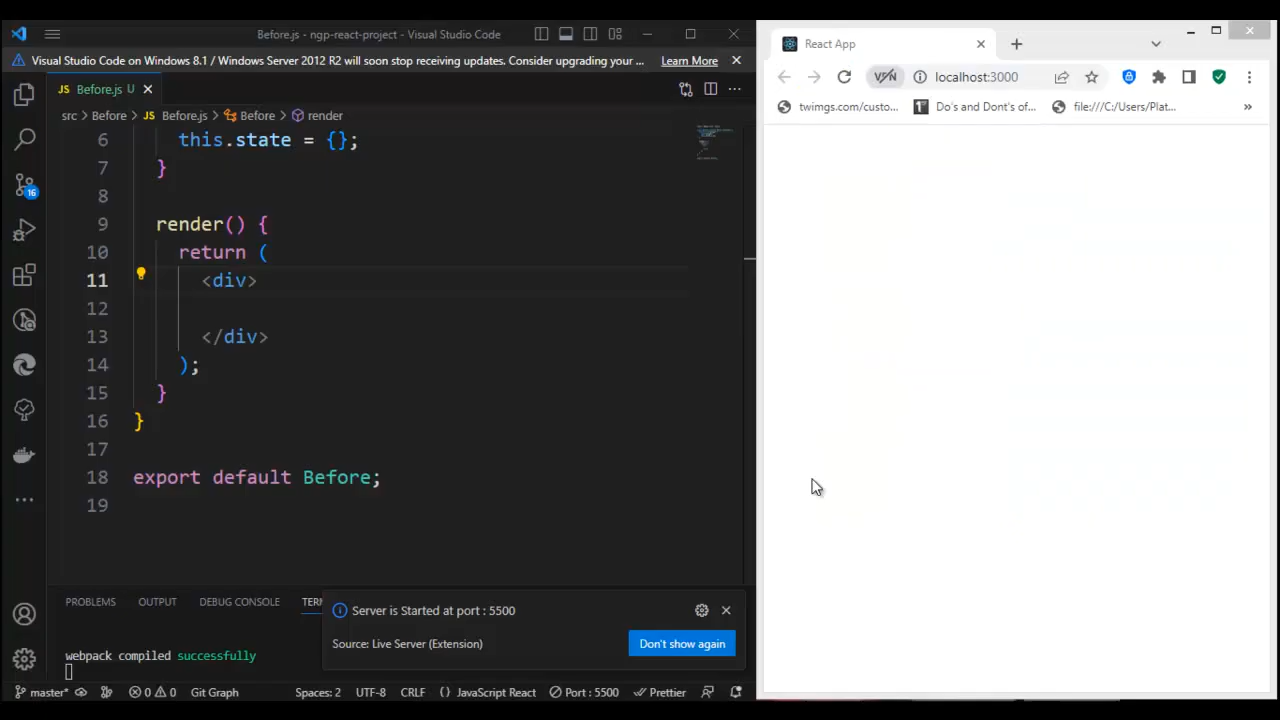 Before.js - ngp-react-project - Visual Studio Code
Visual Studio Code on Windows 8.1 / Windows Server 2012 R2 will soon stop receiving updates. Consider upgrading your ... Learn More
Before.js U
src > Before > Before.js > Before > render
6 this.state = {};
7 }
8
9 render() {
10 return (
11 <div>
12
13 </div>
14 );
15 }
16 }
17
18 export default Before;
19
16
PROBLEMS OUTPUT DEBUG CONSOLE TERM
webpack compiled successfully
Server is Started at port : 5500
Source: Live Server (Extension) Don't show again
master* 0 0 Git Graph Spaces: 2 UTF-8 CRLF {} JavaScript React Port : 5500 Prettier
React App
VPN localhost:3000
twimgs.com/custo... Do's and Dont's of... file:///C:/Users/Plat... »